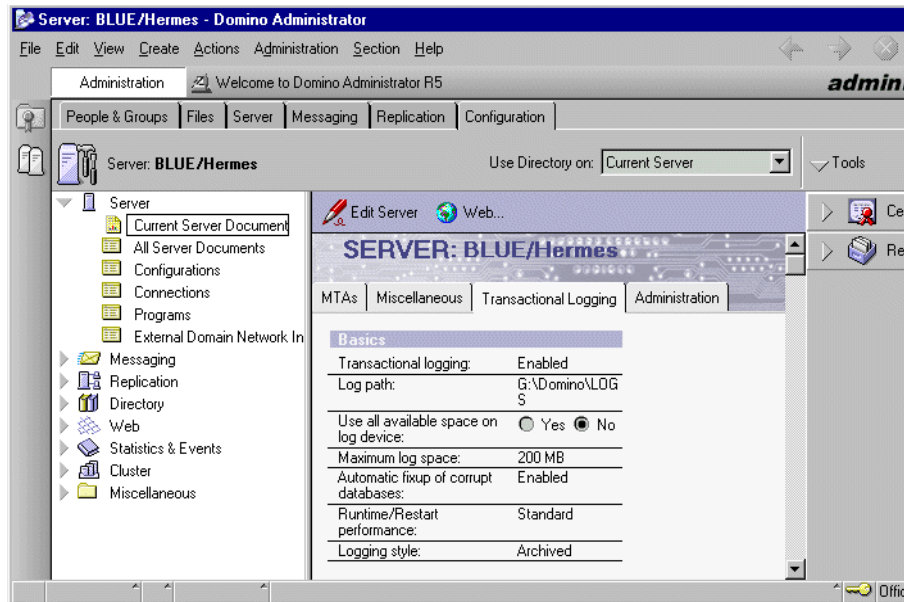 Server: BLUE/Hermes - Domino Administrator
File Edit View Create Actions Administration Section Help
Administration Welcome to Domino Administrator R5
People & Groups Files Server Messaging Replication Configuration
Server: BLUE/Hermes Use Directory on: Current Server Tools
Server
Current Server Document
All Server Documents
Configurations
Connections
Programs
External Domain Network In
Messaging
Replication
Directory
Web
Statistics & Events
Cluster
Miscellaneous
Edit Server Web...
SERVER: BLUE/Hermes
MTAs Miscellaneous Transactional Logging Administration
Basics
Transactional logging: Enabled
Log path: G:\Domino\LOG
S
Use all available space on
log device: Yes No
Maximum log space: 200 MB
Automatic fixup of corrupt Enabled
databases:
Runtime/Restart Standard
performance:
Logging style: Archived